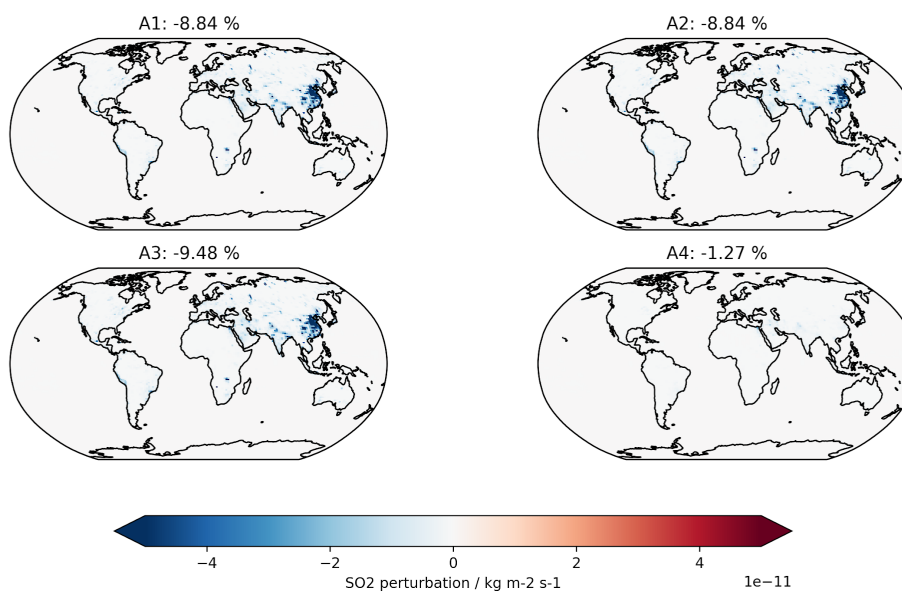 A1: -8.84 %
A2: -8.84 %
A3: -9.48 %
A4: -1.27 %
−4 −2 0 2 4
SO2 perturbation / kg m-2 s-1
1e−11